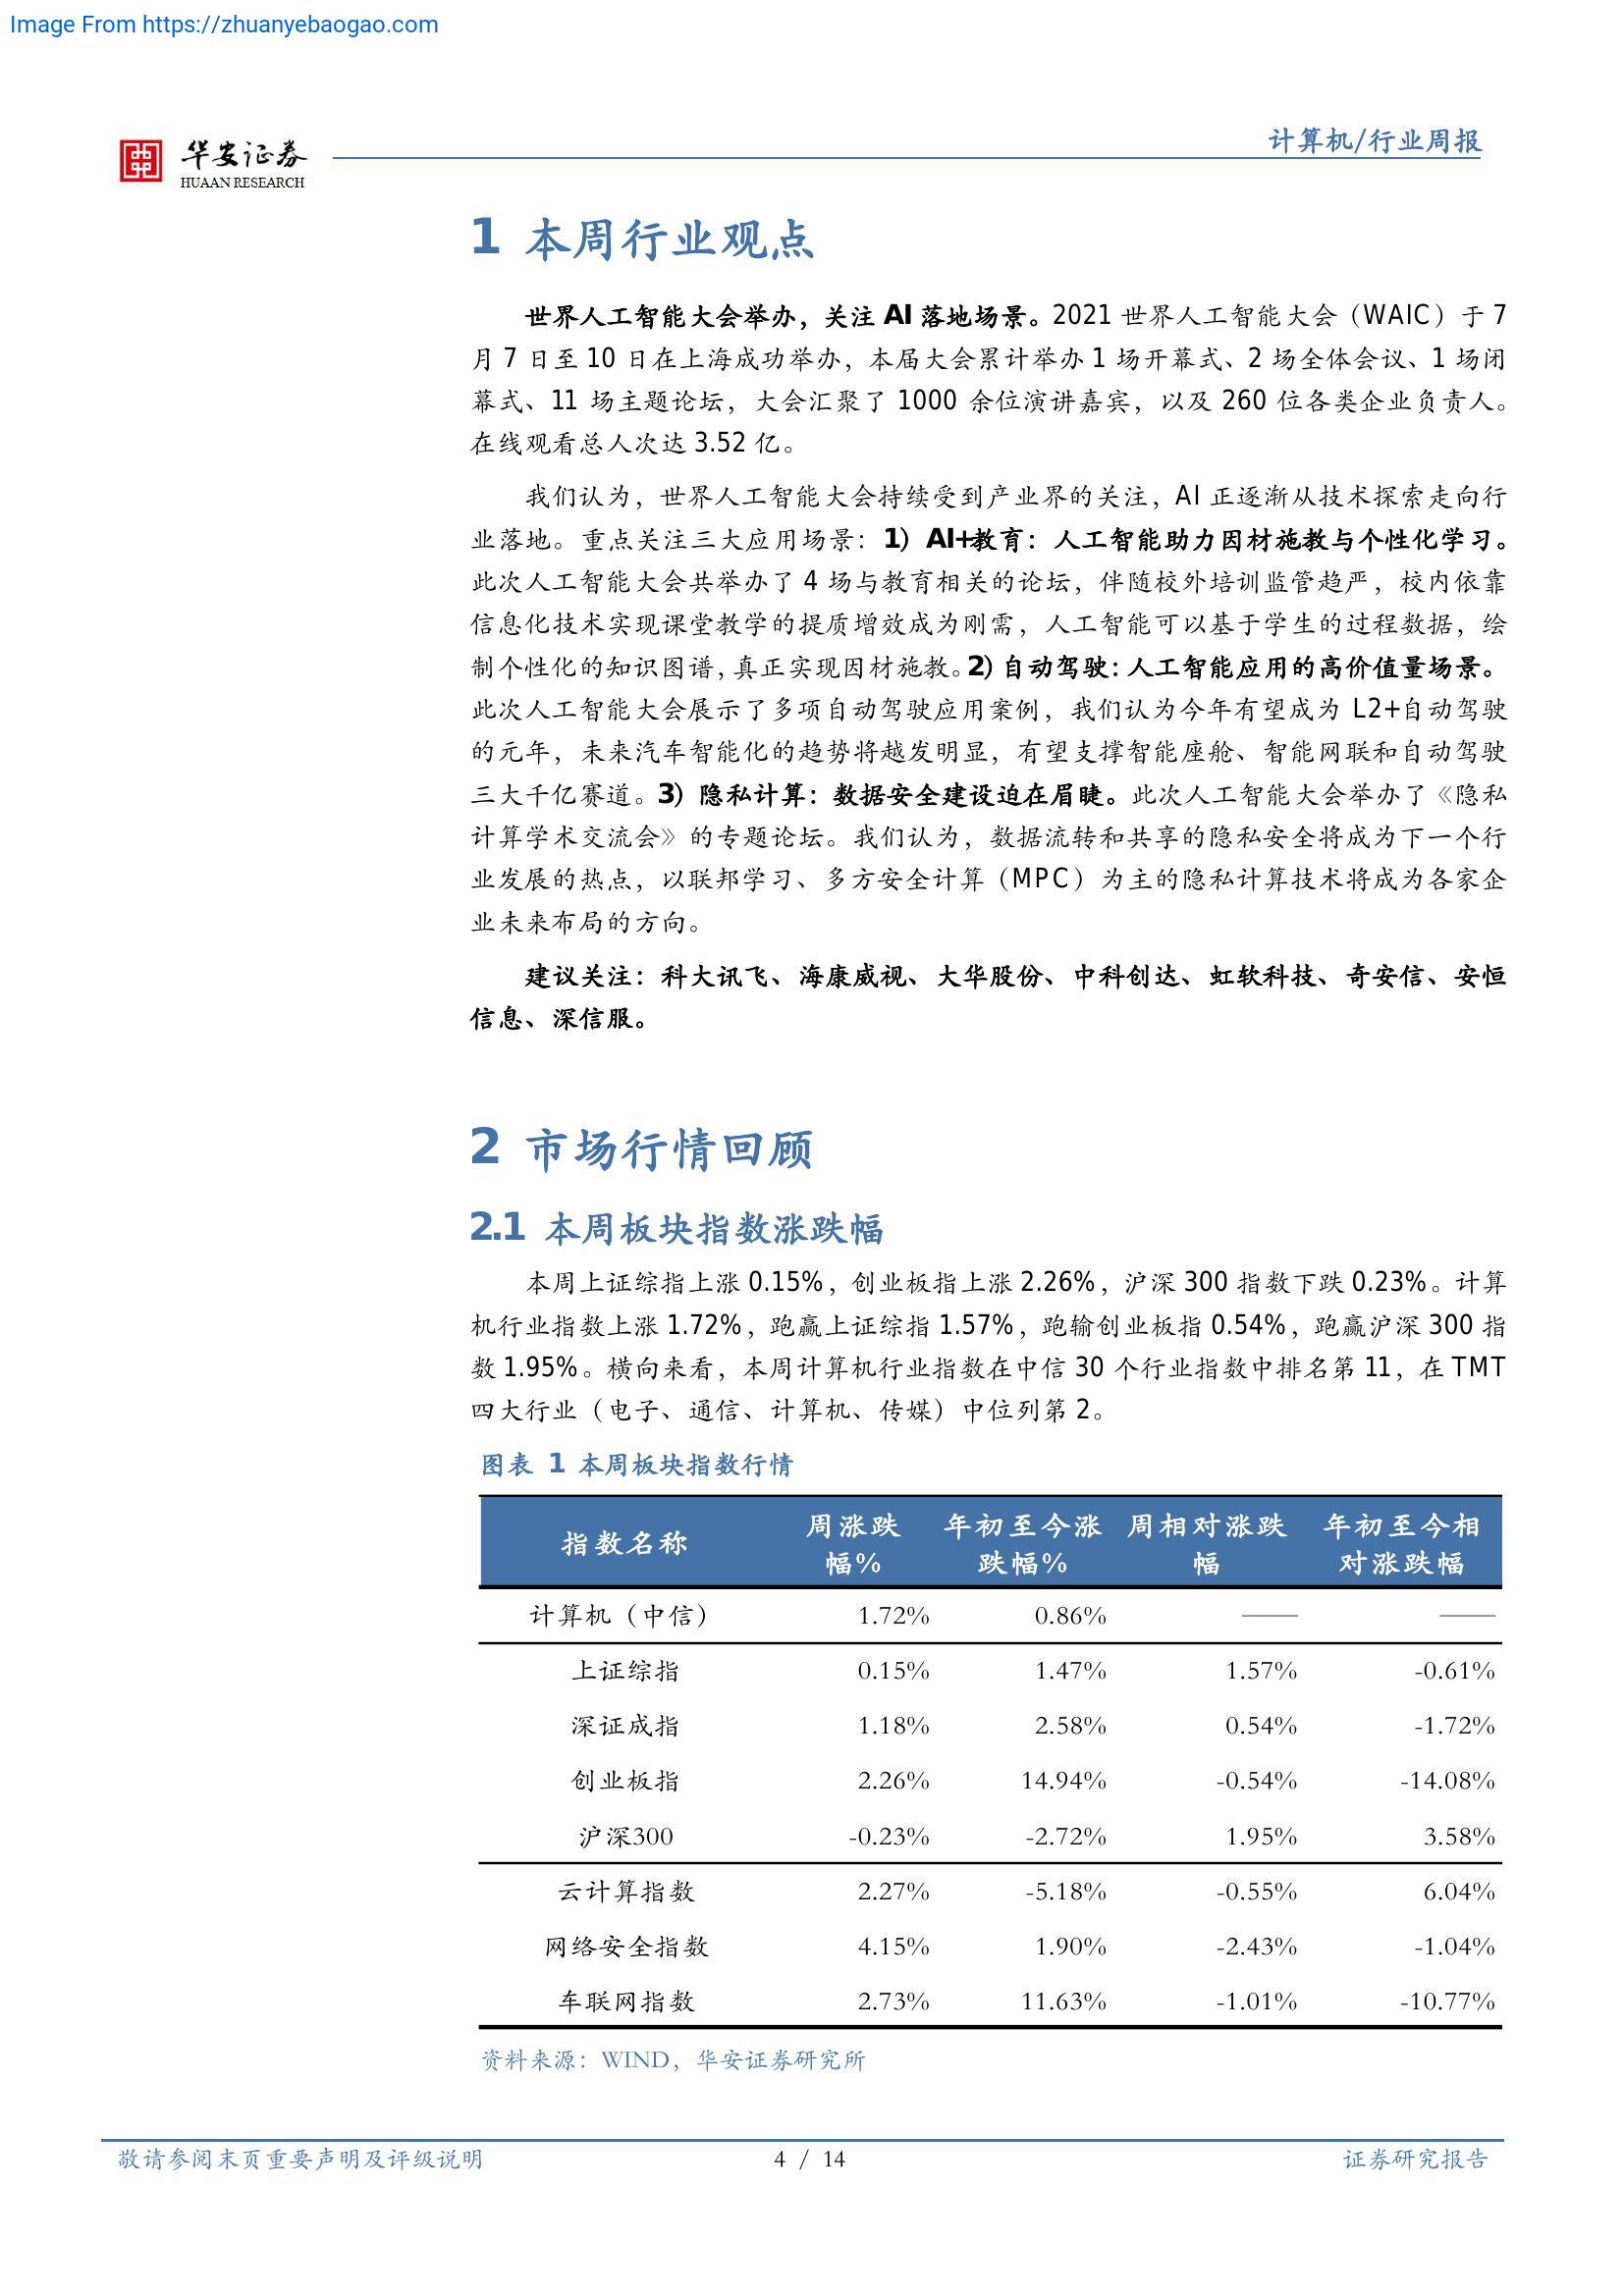 Image From https://zhuanyebaogao.com
华安证券
HUAAN RESEARCH
计算机/行业周报
1 本周行业观点
世界人工智能大会举办，关注 AI 落地场景。2021 世界人工智能大会（WAIC）于 7
月 7 日至 10 日在上海成功举办，本届大会累计举办 1 场开幕式、2 场全体会议、1 场闭
幕式、11 场主题论坛，大会汇聚了 1000 余位演讲嘉宾，以及 260 位各类企业负责人。
在线观看总人次达 3.52 亿。
我们认为，世界人工智能大会持续受到产业界的关注，AI 正逐渐从技术探索走向行
业落地。重点关注三大应用场景：1）AI+教育：人工智能助力因材施教与个性化学习。
此次人工智能大会共举办了 4 场与教育相关的论坛，伴随校外培训监管趋严，校内依靠
信息化技术实现课堂教学的提质增效成为刚需，人工智能可以基于学生的过程数据，绘
制个性化的知识图谱，真正实现因材施教。2）自动驾驶：人工智能应用的高价值量场景。
此次人工智能大会展示了多项自动驾驶应用案例，我们认为今年有望成为 L2+自动驾驶
的元年，未来汽车智能化的趋势将越发明显，有望支撑智能座舱、智能网联和自动驾驶
三大千亿赛道。3）隐私计算：数据安全建设迫在眉睫。此次人工智能大会举办了《隐私
计算学术交流会》的专题论坛。我们认为，数据流转和共享的隐私安全将成为下一个行
业发展的热点，以联邦学习、多方安全计算（MPC）为主的隐私计算技术将成为各家企
业未来布局的方向。
建议关注：科大讯飞、海康威视、大华股份、中科创达、虹软科技、奇安信、安恒
信息、深信服。
2 市场行情回顾
2.1 本周板块指数涨跌幅
本周上证综指上涨 0.15%，创业板指上涨 2.26%，沪深 300 指数下跌 0.23%。计算
机行业指数上涨 1.72%，跑赢上证综指 1.57%，跑输创业板指 0.54%，跑赢沪深 300 指
数 1.95%。横向来看，本周计算机行业指数在中信 30 个行业指数中排名第 11，在 TMT
四大行业（电子、通信、计算机、传媒）中位列第 2。
图表 1 本周板块指数行情
指数名称 周涨跌幅% 年初至今涨跌幅% 周相对涨跌幅 年初至今相对涨跌幅
计算机（中信） 1.72% 0.86% —— ——
上证综指 0.15% 1.47% 1.57% -0.61%
深证成指 1.18% 2.58% 0.54% -1.72%
创业板指 2.26% 14.94% -0.54% -14.08%
沪深300 -0.23% -2.72% 1.95% 3.58%
云计算指数 2.27% -5.18% -0.55% 6.04%
网络安全指数 4.15% 1.90% -2.43% -1.04%
车联网指数 2.73% 11.63% -1.01% -10.77%
资料来源：WIND，华安证券研究所
敬请参阅末页重要声明及评级说明
4 / 14
证券研究报告